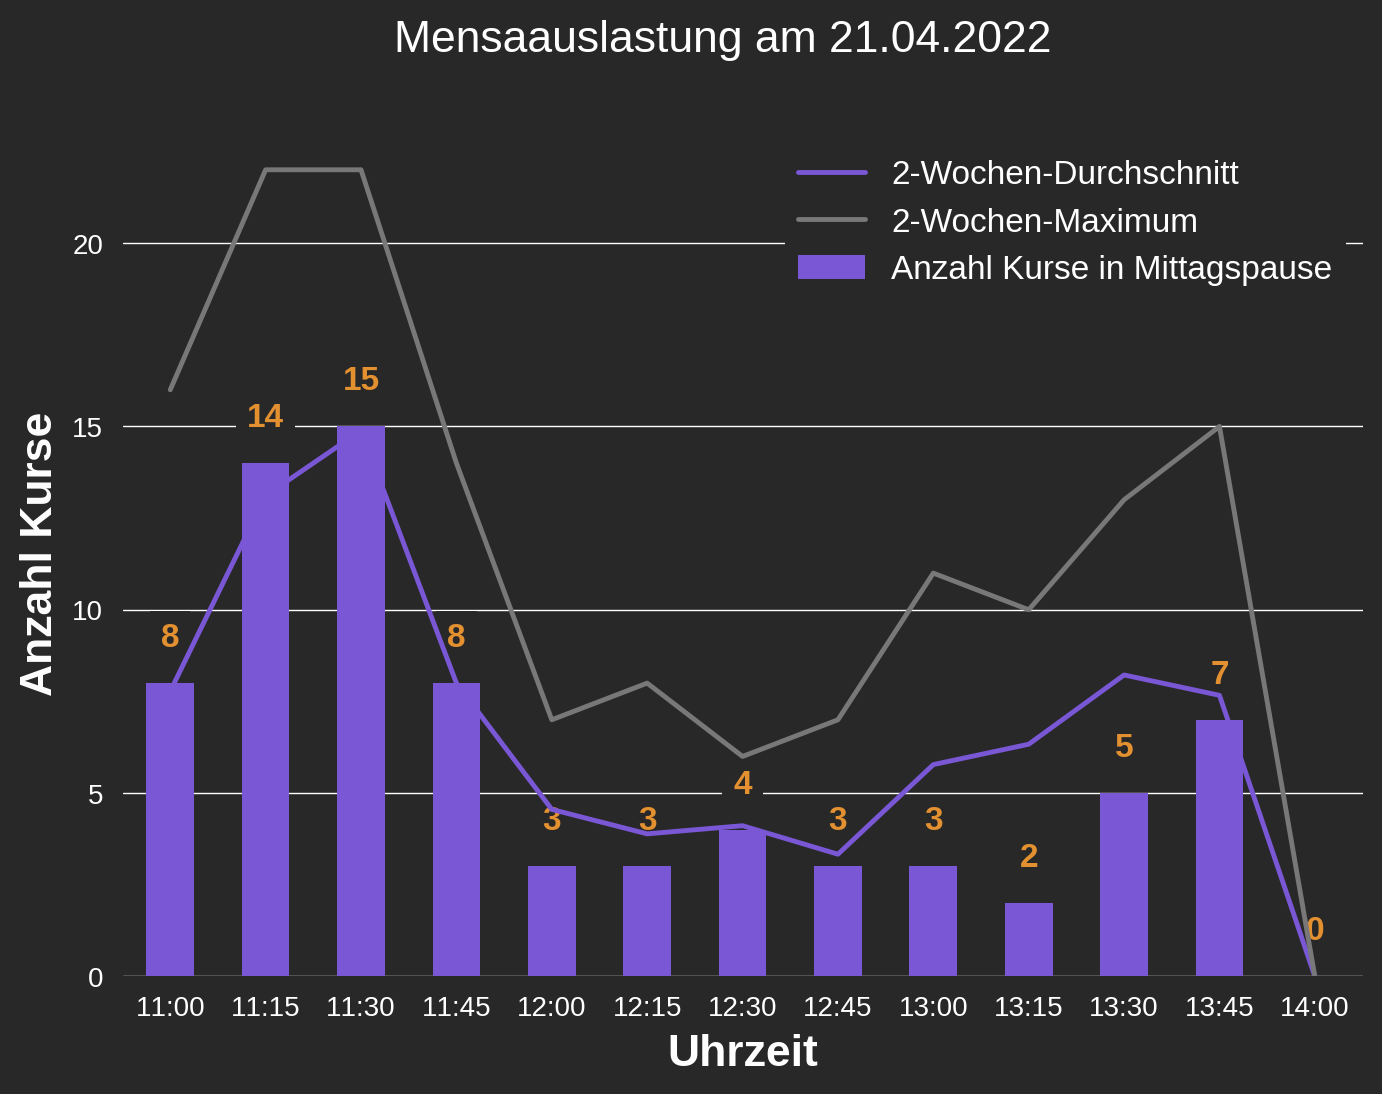 Mensaauslastung am 21.04.2022
2-Wochen-Durchschnitt
2-Wochen-Maximum
Anzahl Kurse in Mittagspause
Anzahl Kurse
20
15
10
5
0
8
14
15
8
3
3
4
3
3
2
5
7
0
11:00 11:15 11:30 11:45 12:00 12:15 12:30 12:45 13:00 13:15 13:30 13:45 14:00
Uhrzeit